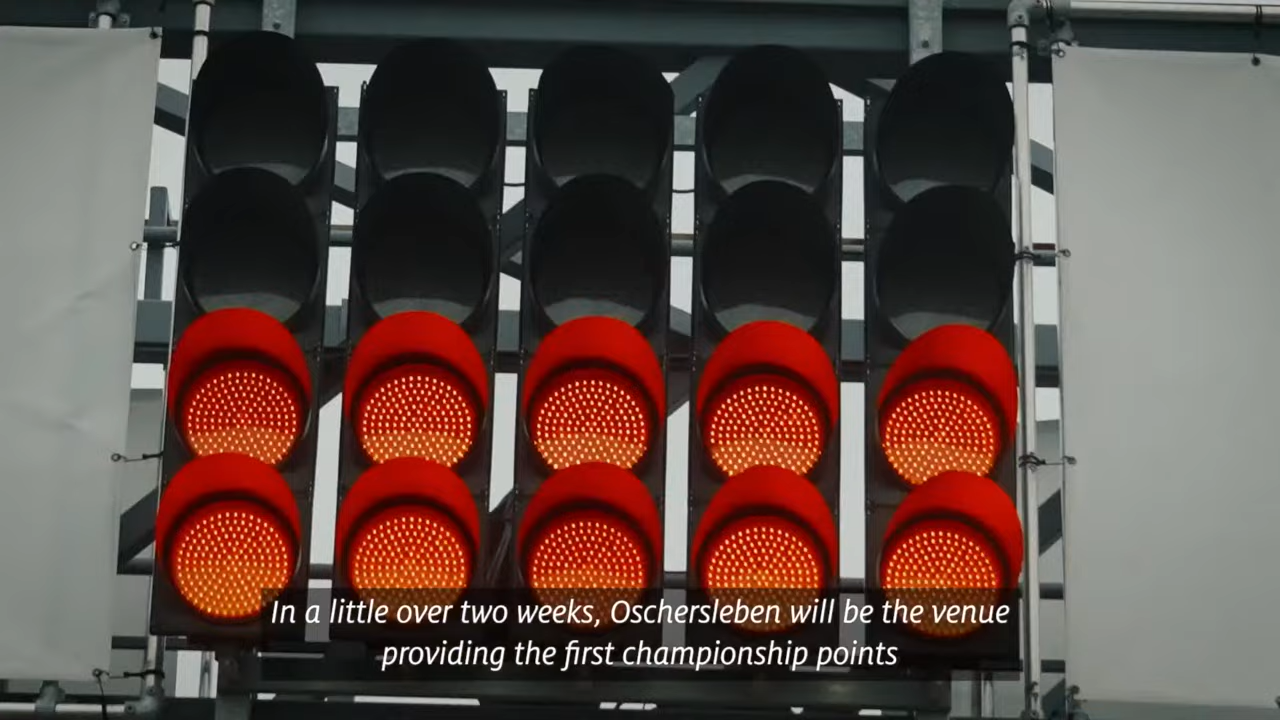 In a little over two weeks, Oschersleben will be the venue
providing the first championship points